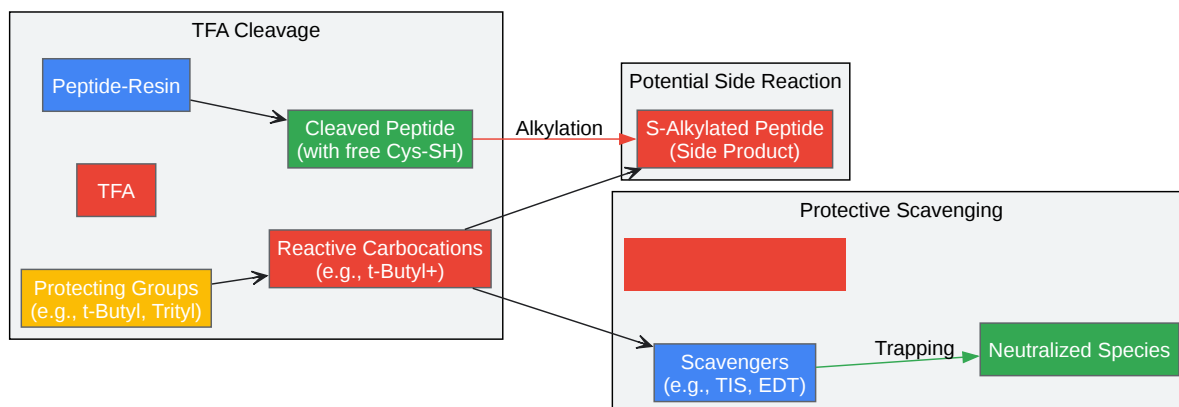 TFA Cleavage
Peptide-Resin
Cleaved Peptide
(with free Cys-SH)
TFA
Reactive Carbocations
(e.g., t-Butyl+)
Protecting Groups
(e.g., t-Butyl, Trityl)
Alkylation
Potential Side Reaction
S-Alkylated Peptide
(Side Product)
Protective Scavenging
Scavengers
(e.g., TIS, EDT)
Trapping
Neutralized Species